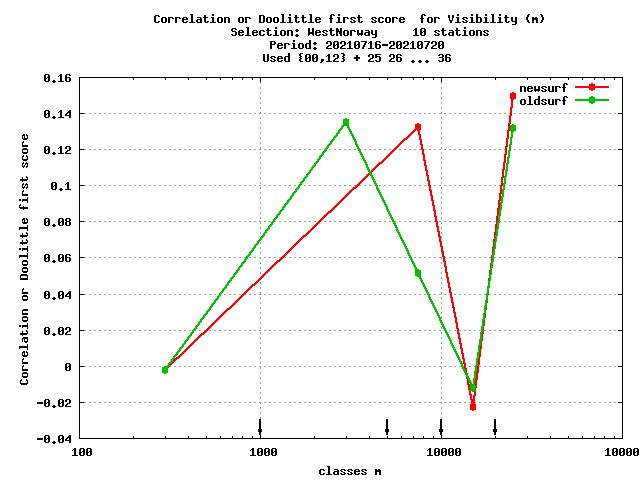 Correlation or Doolittle first score  for Visibility (m)
Selection: WestNorway     10 stations
Period: 20210716-20210720
Used {00,12} + 25 26 ... 36
newsurf
oldsurf
Correlation or Doolittle first score
0.16
0.14
0.12
0.1
0.08
0.06
0.04
0.02
0
-0.02
-0.04
100 1000 10000 10000
classes m